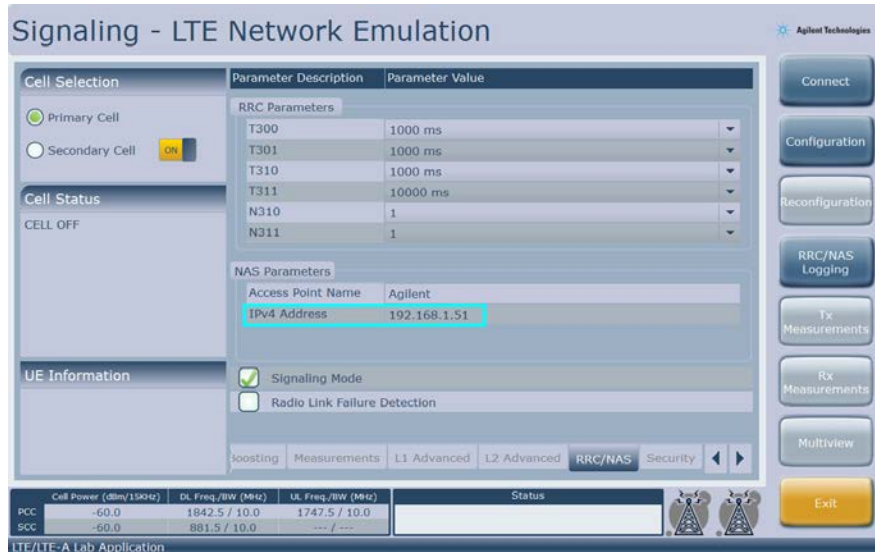 Signaling - LTE Network Emulation
Agilent Technologies
Cell Selection
Primary Cell
Secondary Cell ON
Cell Status
CELL OFF
UE Information
Parameter Description Parameter Value
RRC Parameters
T300 1000 ms
T301 1000 ms
T310 1000 ms
T311 10000 ms
N310 1
N311 1
NAS Parameters
Access Point Name Agilent
IPv4 Address 192.168.1.51
Signaling Mode
Radio Link Failure Detection
Boosting Measurements L1 Advanced L2 Advanced RRC/NAS Security
Connect
Configuration
Reconfiguration
RRC/NAS
Logging
Tx
Measurements
Rx
Measurements
Multiview
Exit
Cell Power (dBm/15KHz) DL Freq./BW (MHz) UL Freq./BW (MHz) Status
PCC -60.0 1842.5 / 10.0 1747.5 / 10.0
SCC -60.0 881.5 / 10.0 --- / ---
LTE/LTE-A Lab Application